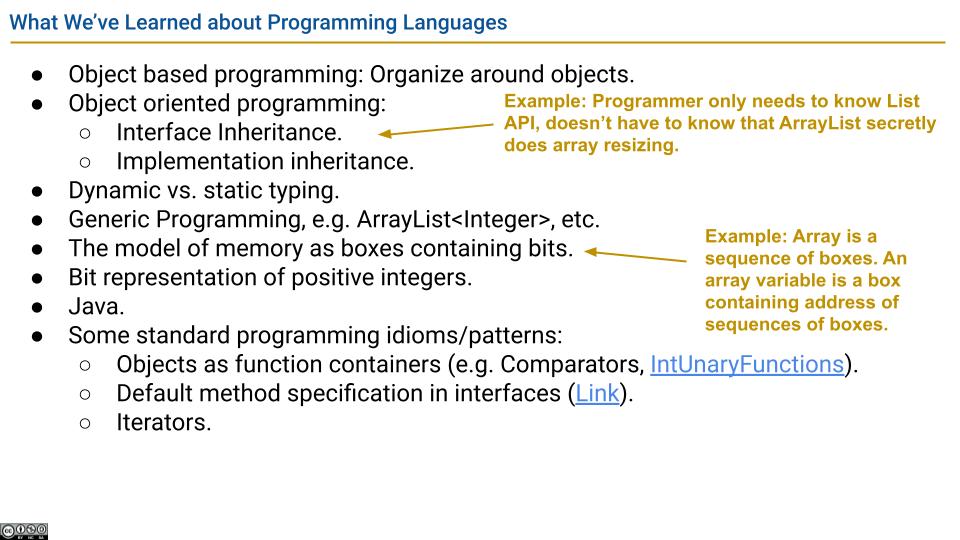 What We've Learned about Programming Languages
● Object based programming: Organize around objects.
● Object oriented programming:
○ Interface Inheritance.
○ Implementation inheritance.
Example: Programmer only needs to know List
API, doesn't have to know that ArrayList secretly
does array resizing.
● Dynamic vs. static typing.
● Generic Programming, e.g. ArrayList<Integer>, etc.
● The model of memory as boxes containing bits.
Example: Array is a
sequence of boxes. An
array variable is a box
containing address of
sequences of boxes.
● Bit representation of positive integers.
● Java.
● Some standard programming idioms/patterns:
○ Objects as function containers (e.g. Comparators, IntUnaryFunctions).
○ Default method specification in interfaces (Link).
○ Iterators.
CC
BY NC SA